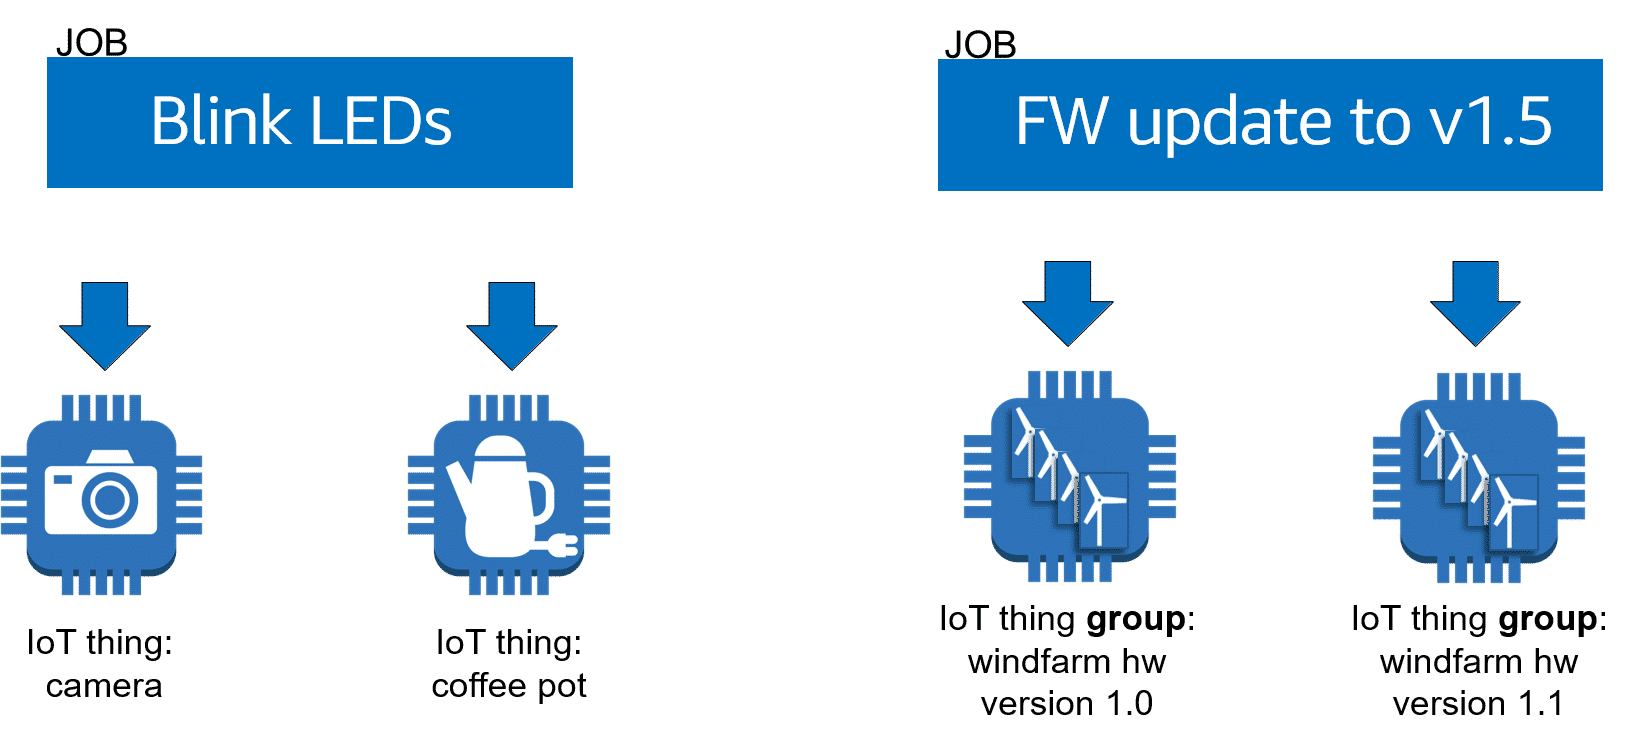 JOB
Blink LEDs
IoT thing:
camera
IoT thing:
coffee pot
JOB
FW update to v1.5
IoT thing group:
windfarm hw
version 1.0
IoT thing group:
windfarm hw
version 1.1